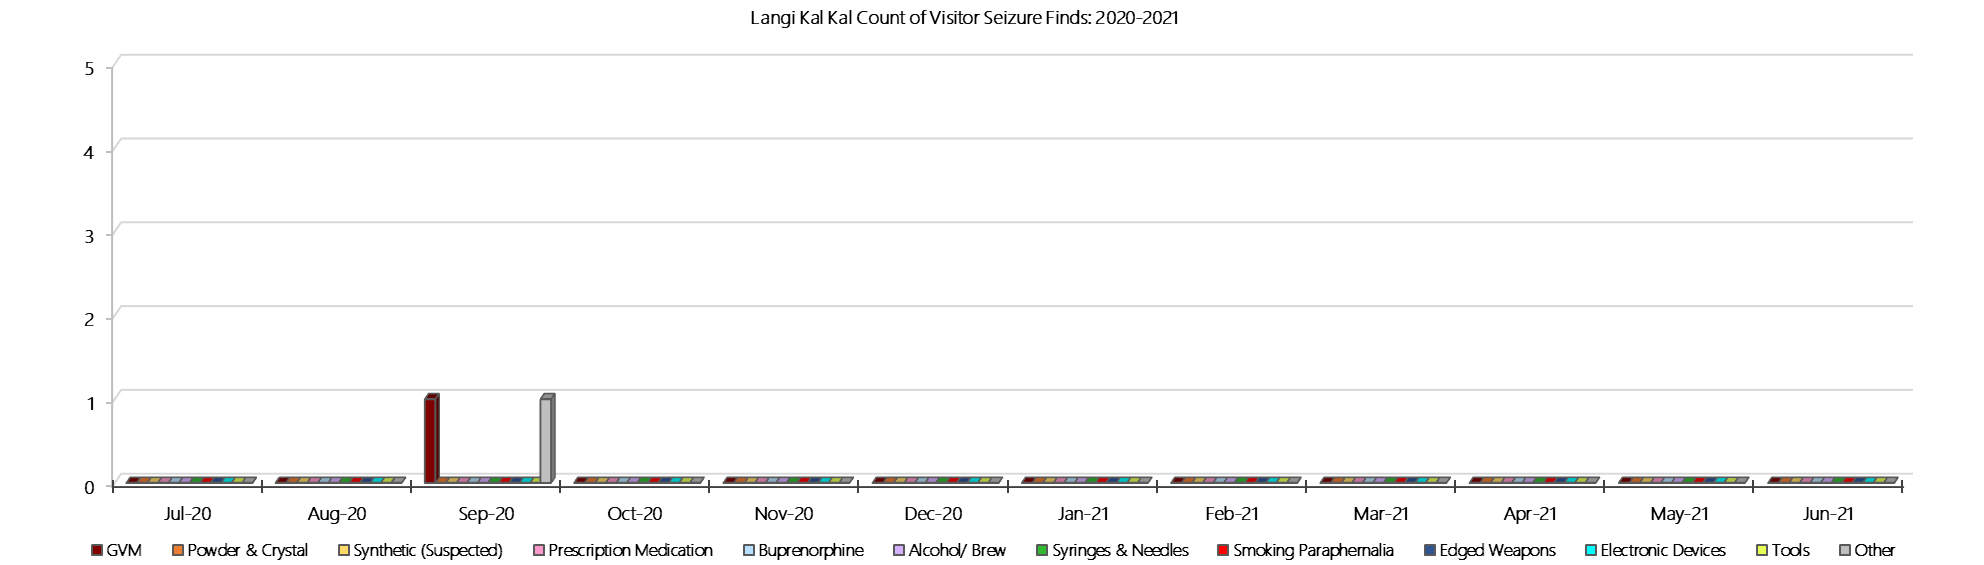 Langi Kal Kal Count of Visitor Seizure Finds: 2020-2021
5
4
3
2
1
0
Jul-20 Aug-20 Sep-20 Oct-20 Nov-20 Dec-20 Jan-21 Feb-21 Mar-21 Apr-21 May-21 Jun-21
GVM Powder & Crystal Synthetic (Suspected) Prescription Medication Buprenorphine Alcohol/ Brew Syringes & Needles Smoking Paraphernalia Edged Weapons Electronic Devices Tools Other